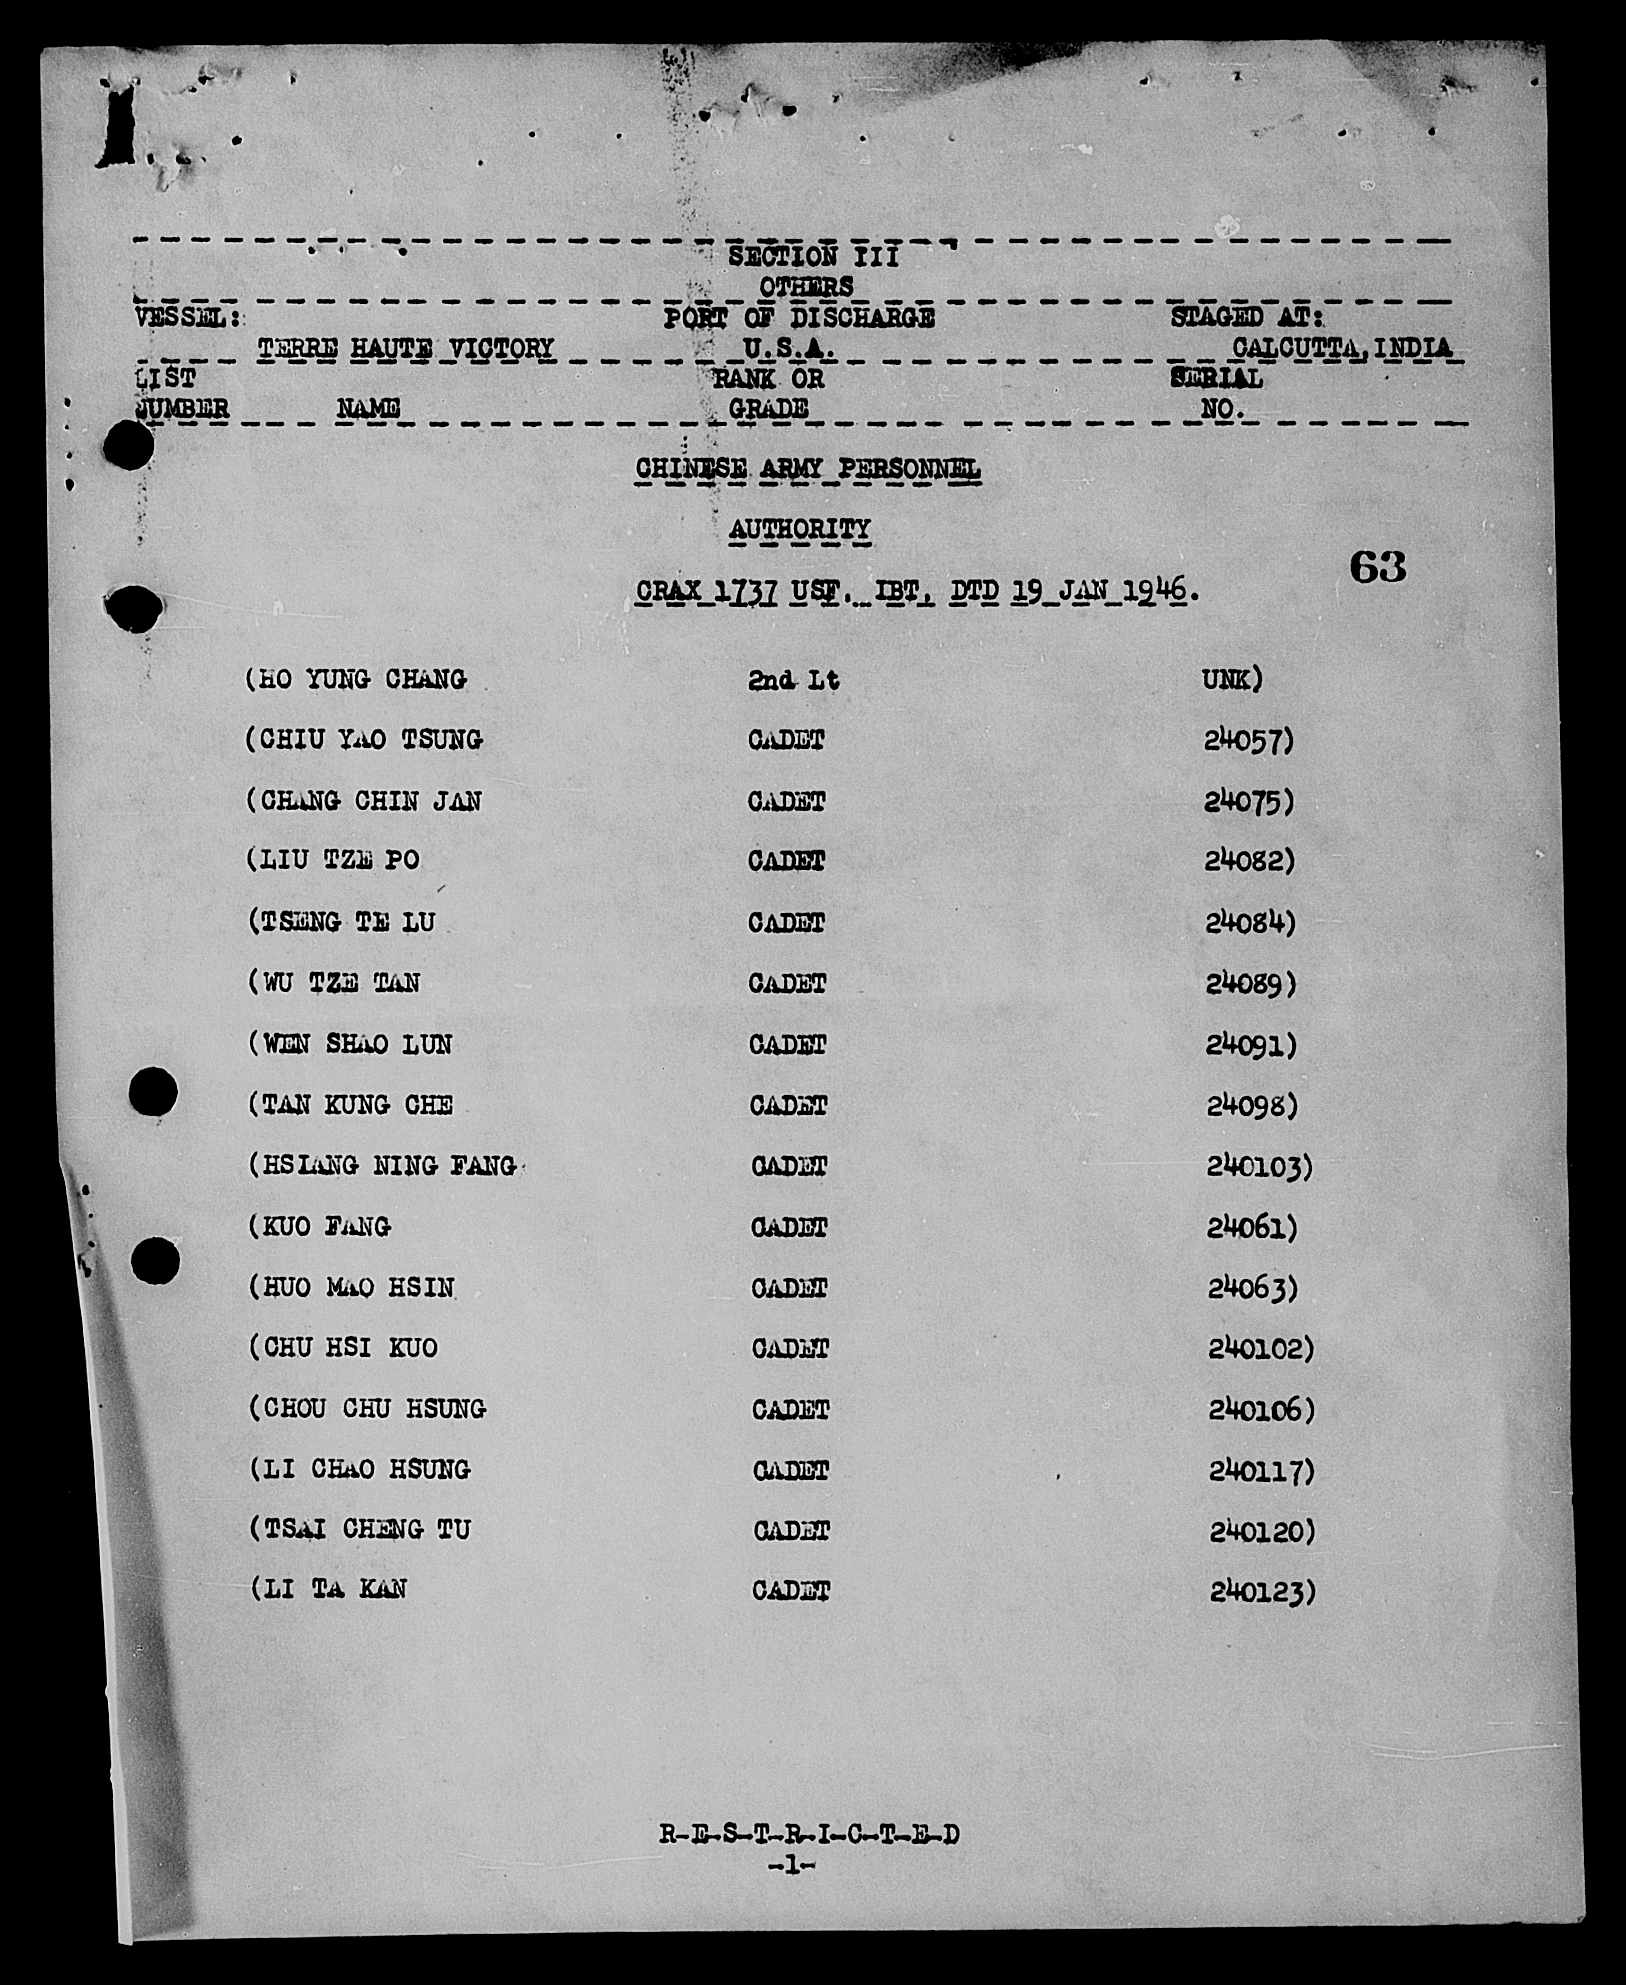 SECTION III
OTHERS
VESSEL: PORT OF DISCHARGE STAGED AT:
TERRE HAUTE VICTORY U.S.A. CALCUTTA, INDIA
LIST RANK OR SERIAL
NUMBER NAME GRADE NO.
CHINESE ARMY PERSONNEL
AUTHORITY
63
CRAX 1737 USF. IBT, DTD 19 JAN 1946.
(HO YUNG CHANG 2nd Lt UNK)
(CHIU YAO TSUNG CADET 24057)
(CHANG CHIN JAN CADET 24075)
(LIU TZE PO CADET 24082)
(TSENG TE LU CADET 24084)
(WU TZE TAN CADET 24089)
(WEN SHAO LUN CADET 24091)
(TAN KUNG CHE CADET 24098)
(HSIANG NING FANG CADET 240103)
(KUO FANG CADET 24061)
(HUO MAO HSIN CADET 24063)
(CHU HSI KUO CADET 240102)
(CHOU CHU HSUNG CADET 240106)
(LI CHAO HSUNG CADET 240117)
(TSAI CHENG TU CADET 240120)
(LI TA KAN CADET 240123)
R-E-S-T-R-I-C-T-E-D
-1-